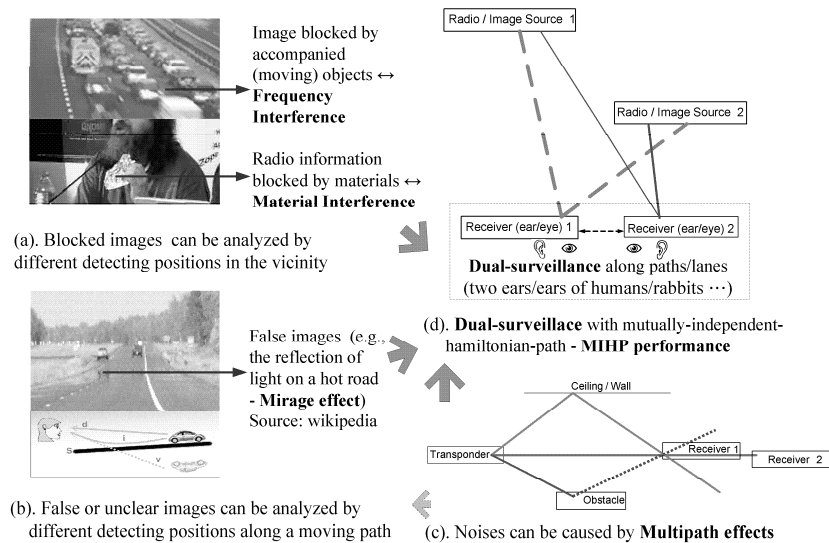 Image blocked by
accompanied
(moving) objects ↔
Frequency
Interference
Radio information
blocked by materials ↔
Material Interference
(a). Blocked images can be analyzed by
different detecting positions in the vicinity
False images (e.g.,
the reflection of
light on a hot road
- Mirage effect)
Source: wikipedia
d
i
s
v
(b). False or unclear images can be analyzed by
different detecting positions along a moving path
Radio / Image Source 1
Radio / Image Source 2
Receiver (ear/eye) 1
Receiver (ear/eye) 2
Dual-surveillance along paths/lanes
(two ears/ears of humans/rabbits ⋯)
(d). Dual-surveillace with mutually-independent-
hamiltonian-path - MIHP performance
Ceiling / Wall
Transponder
Receiver 1
Receiver 2
Obstacle
(c). Noises can be caused by Multipath effects